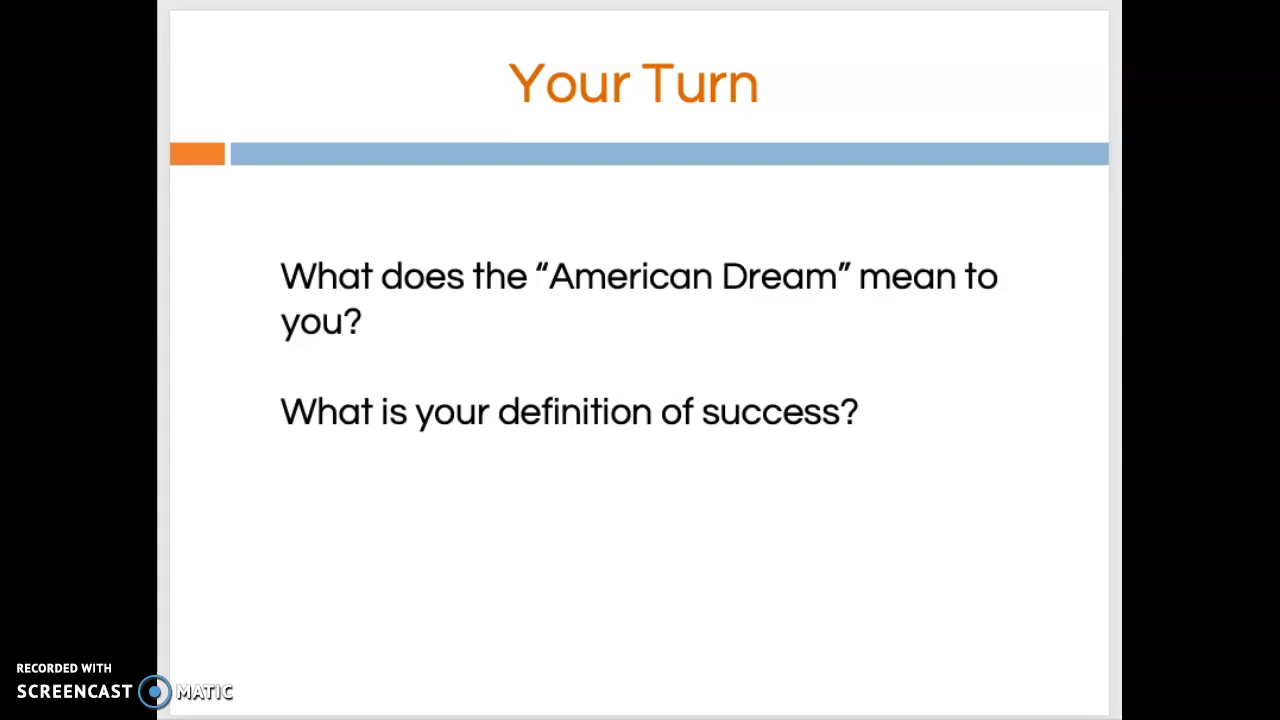 Your Turn
What does the “American Dream” mean to
you?
What is your definition of success?
RECORDED WITH
SCREENCAST MATIC